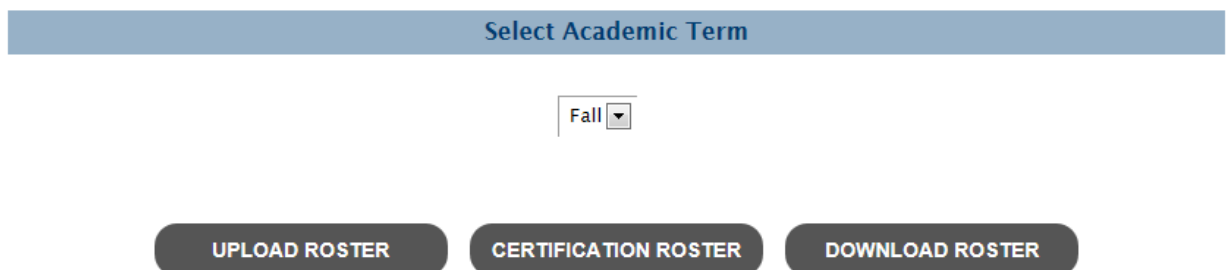 Select Academic Term
Fall
UPLOAD ROSTER CERTIFICATION ROSTER DOWNLOAD ROSTER